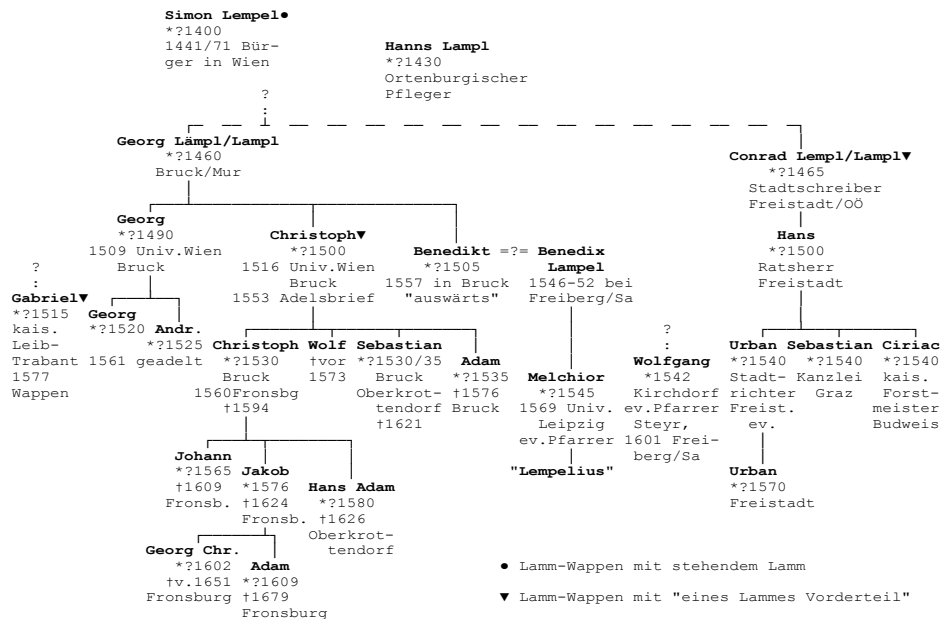 Simon Lempel●
*?1400
1441/71 Bür-
ger in Wien
Hanns Lampl
*?1430
Ortenburgischer
Pfleger
?
:
Georg Lämpl/Lampl
*?1460
Bruck/Mur
Conrad Lempl/Lampl▼
*?1465
Stadtschreiber
Freistadt/OÖ
Georg
*?1490
1509 Univ.Wien
Bruck
Christoph▼
*?1500
1516 Univ.Wien
Bruck
1553 Adelsbrief
Benedikt =?= Benedix
*?1505
1557 in Bruck
"auswärts"
Lampel
1546-52 bei
Freiberg/Sa
Hans
*?1500
Ratsherr
Freistadt
?
:
Gabriel▼
*?1515
kais.
Leib-
Trabant
1577
Wappen
Georg
*?1520
Andr.
*?1525
1561 geadelt
Christoph
*?1530
Bruck
1560Fronsbg
†1594
Wolf
†vor
1573
Sebastian
*?1530/35
Bruck
Oberkrot-
tendorf
†1621
Adam
*?1535
†1576
Bruck
Melchior
*?1545
1569 Univ.
Leipzig
ev.Pfarrer
"Lempelius"
?
:
Wolfgang
*1542
Kirchdorf
ev.Pfarrer
Steyr,
1601 Frei-
berg/Sa
Urban
*?1540
Stadt-
richter
Freist.
ev.
Sebastian
*?1540
Kanzlei
Graz
Ciriac
*?1540
kais.
Forst-
meister
Budweis
Johann
*?1565
†1609
Fronsb.
Jakob
*1576
†1624
Fronsb.
Hans Adam
*?1580
†1626
Oberkrot-
tendorf
Urban
*?1570
Freistadt
Georg Chr.
*?1602
†v.1651
Fronsburg
Adam
*?1609
†1679
Fronsburg
● Lamm-Wappen mit stehendem Lamm
▼ Lamm-Wappen mit "eines Lammes Vorderteil"